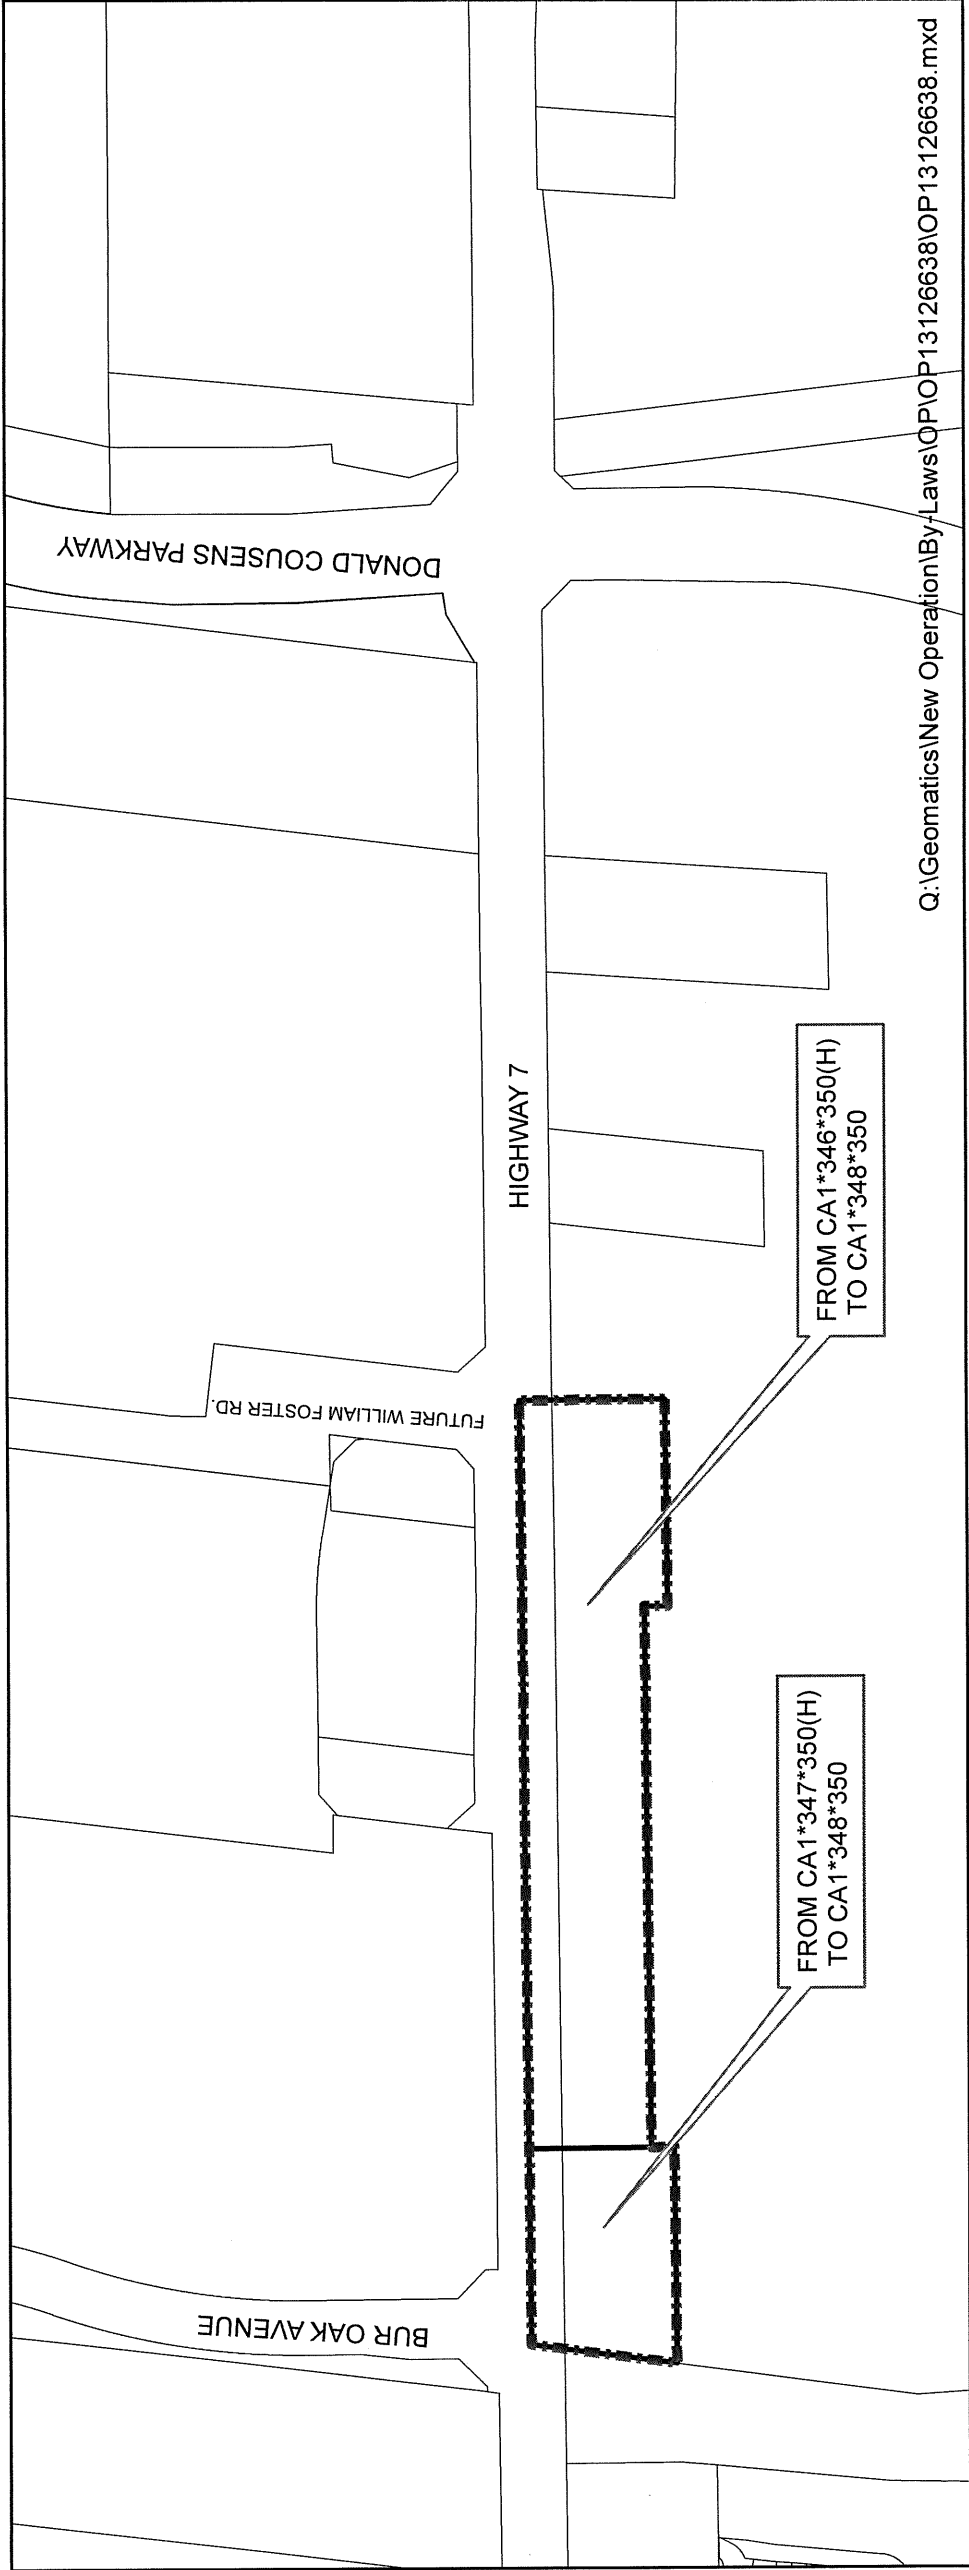 DONALD COUSENS PARKWAY
HIGHWAY 7
FUTURE WILLIAM FOSTER RD.
BUR OAK AVENUE
FROM CA1*347*350(H)
TO CA1*348*350
FROM CA1*346*350(H)
TO CA1*348*350
Q:\Geomatics\New Operation\By-Laws\OP\OP13126638\OP13126638.mxd